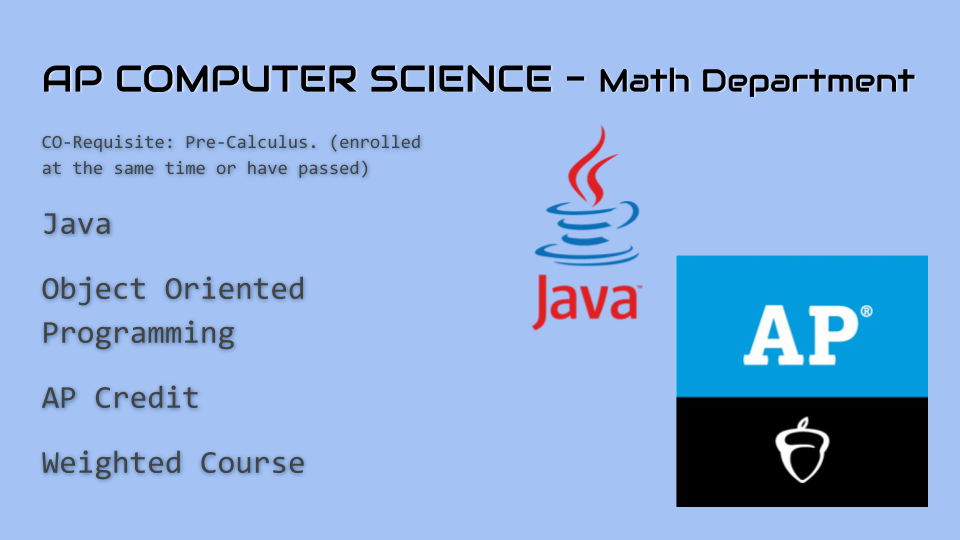 AP COMPUTER SCIENCE - Math Department
CO-Requisite: Pre-Calculus. (enrolled
at the same time or have passed)
Java
Object Oriented
Programming
AP Credit
Weighted Course
Java™
AP®